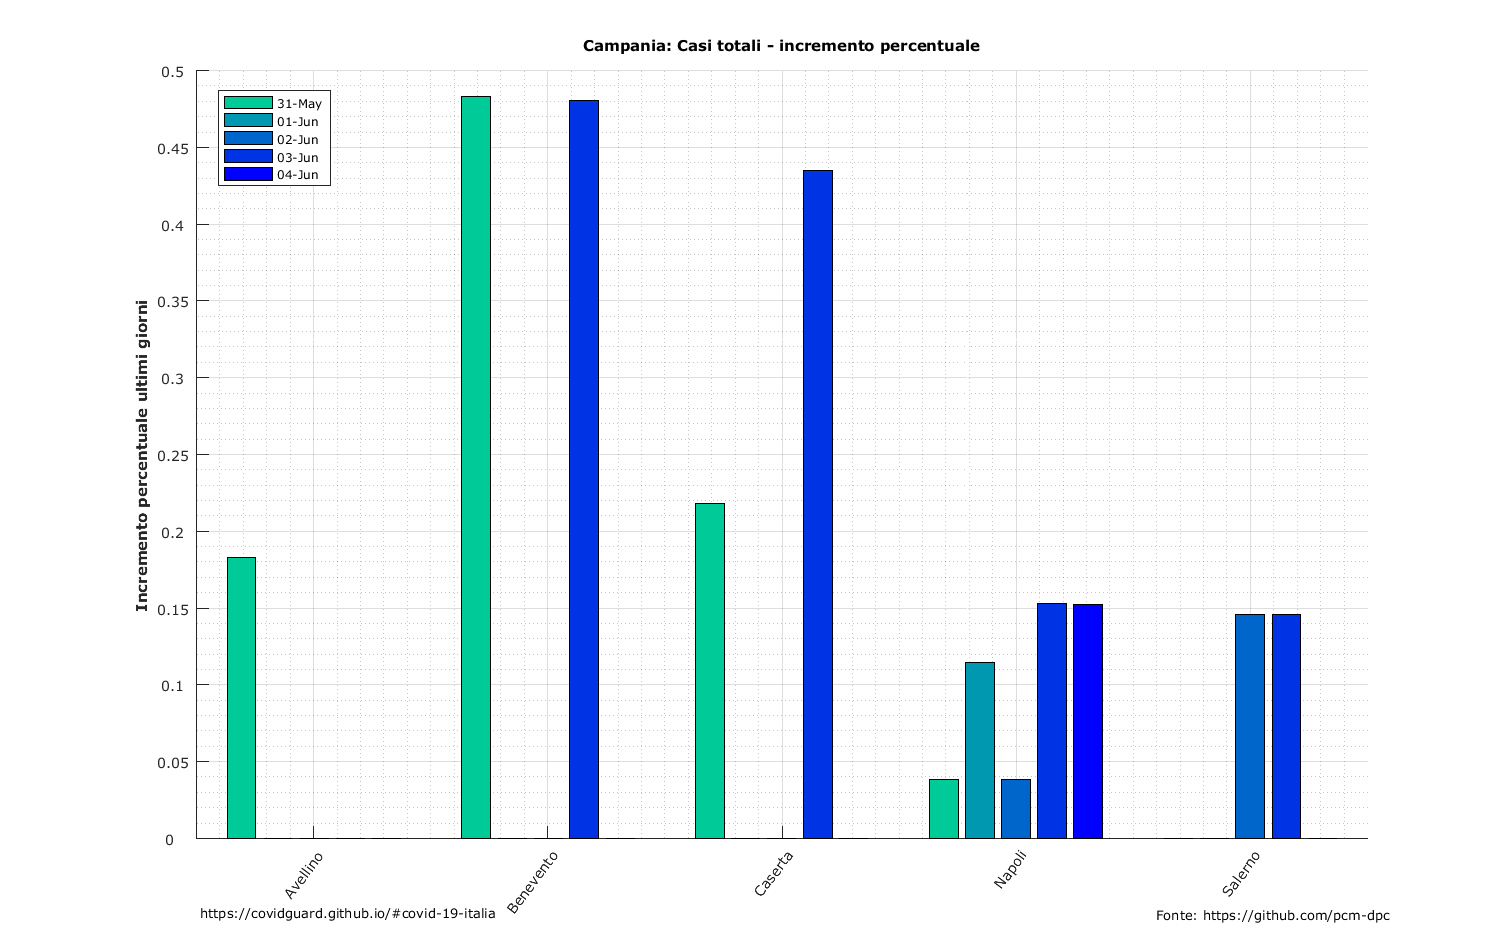 Campania: Casi totali - incremento percentuale
0.5
0.45
0.4
0.35
0.3
0.25
0.2
0.15
0.1
0.05
0
Incremento percentuale ultimi giorni
31-May
01-Jun
02-Jun
03-Jun
04-Jun
Avellino
Benevento
Caserta
Napoli
Salerno
https://covidguard.github.io/#covid-19-italia
Fonte: https://github.com/pcm-dpc